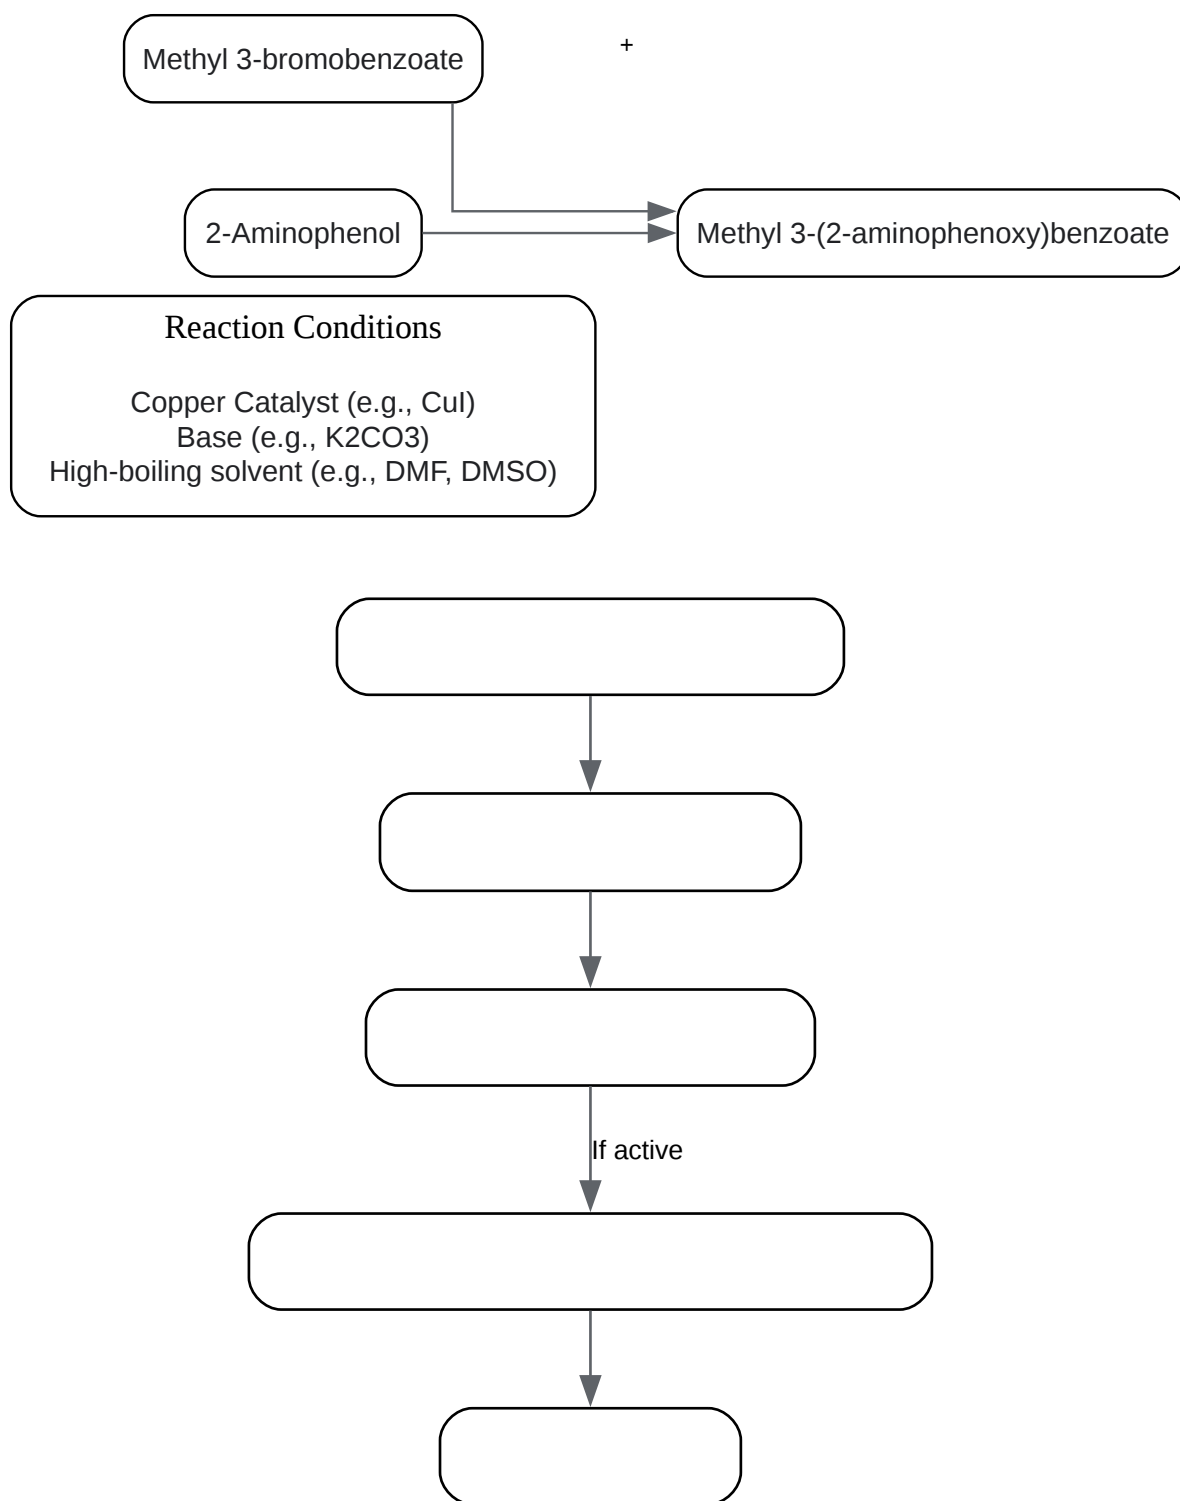 Methyl 3-bromobenzoate
+
2-Aminophenol
Methyl 3-(2-aminophenoxy)benzoate
Reaction Conditions
Copper Catalyst (e.g., CuI)
Base (e.g., K2CO3)
High-boiling solvent (e.g., DMF, DMSO)
If active